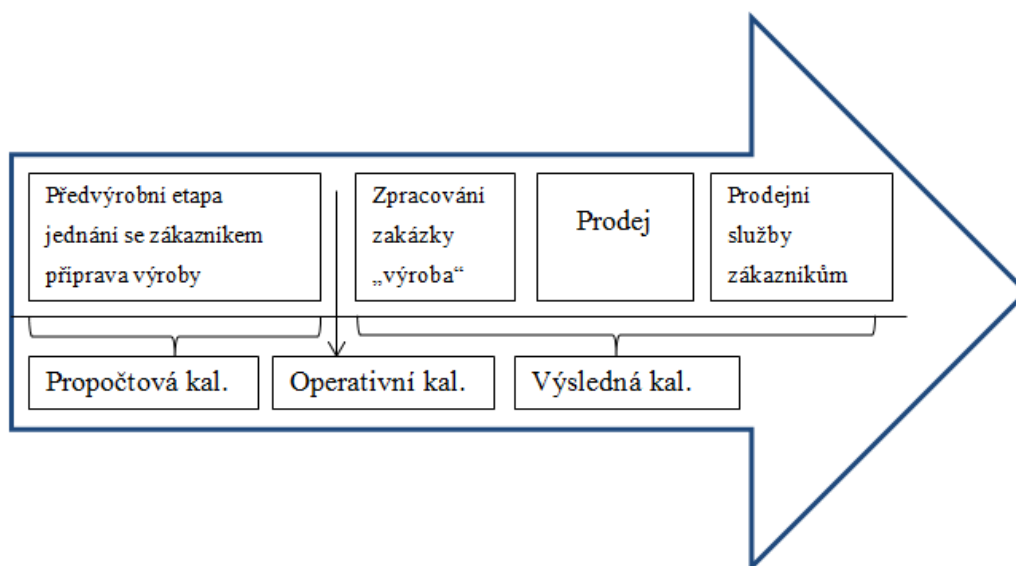 Předvýrobní etapa
jednání se zákazníkem
příprava výroby
Zpracování
zakázky
„výroba“
Prodej
Prodejní
služby
zákazníkům
Propočtová kal.
Operativní kal.
Výsledná kal.